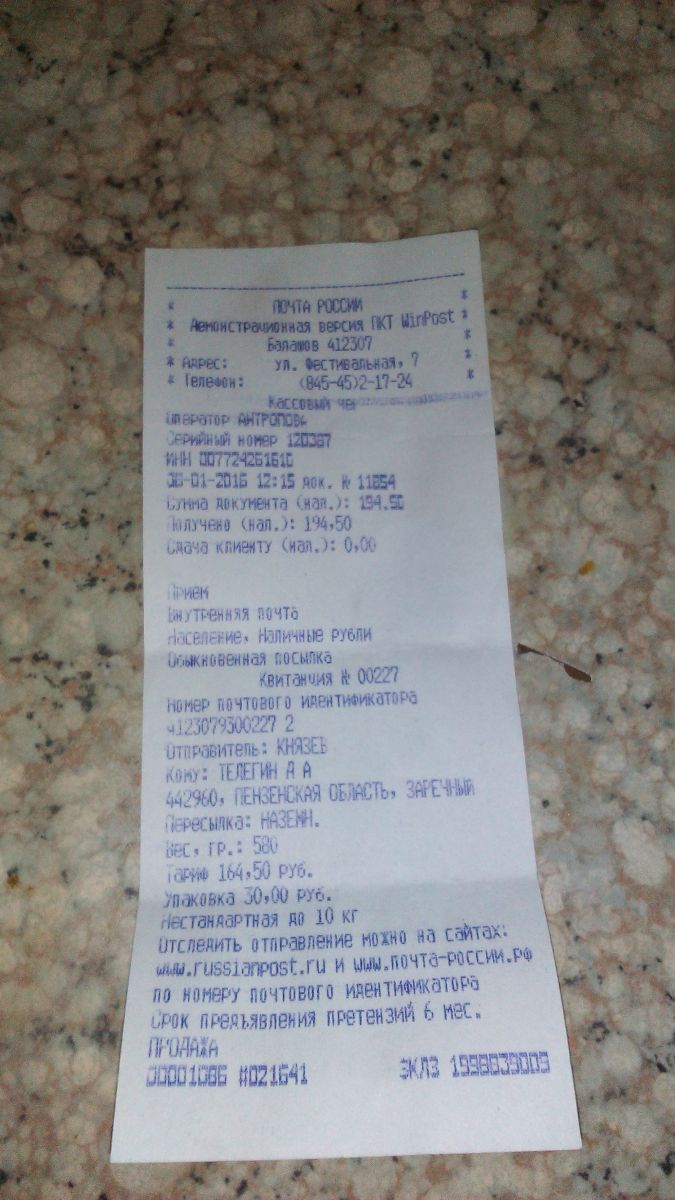 * ПОЧТА РОССИИ *
* Демонстрационная версия ПКТ WinPost *
* Балашов 412307 *
* Адрес: ул. Фестивальная, 7 *
* Телефон: (845-45)2-17-24 *
Кассовый чек
Оператор АНТРОПОВА
Серийный номер 120387
ИНН 007724261610
06-01-2016 12:15 док. № 11654
Сумма документа (нал.): 194.50
Получено (нал.): 194,50
Сдача клиенту (нал.): 0,00
Прием
Внутренняя почта
Население, Наличные рубли
Обыкновенная посылка
Квитанция № 00227
Номер почтового идентификатора
ч123079300227 2
Отправитель: КНЯЗЕВ
Кому: ТЕЛЕГИН А А
442960, ПЕНЗЕНСКАЯ ОБЛАСТЬ, ЗАРЕЧНЫЙ
Пересылка: НАЗЕМН.
Вес, гр.: 580
Тариф 164,50 руб.
Упаковка 30,00 руб.
Нестандартная до 10 кг
Отследить отправление можно на сайтах:
www.russianpost.ru и www.почта-россии.рф
по номеру почтового идентификатора
Срок предъявления претензий 6 мес.
ПРОДАЖА
00001086 #021641 ЭКЛЗ 1998039009